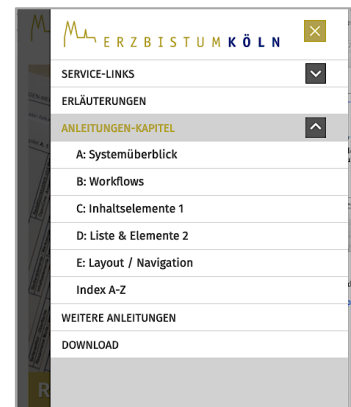 ERZBISTUM KÖLN
SERVICE-LINKS
ERLÄUTERUNGEN
ANLEITUNGEN-KAPITEL
A: Systemüberblick
B: Workflows
C: Inhaltselemente 1
D: Liste & Elemente 2
E: Layout / Navigation
Index A-Z
WEITERE ANLEITUNGEN
DOWNLOAD
R